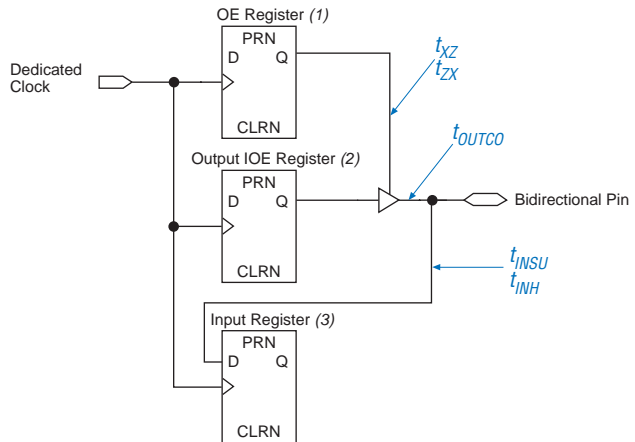 OE Register (1)
PRN
D Q
CLRN
Dedicated
Clock
t_XZ
t_ZX
t_OUTCO
Output IOE Register (2)
PRN
D Q
CLRN
Bidirectional Pin
t_INSU
t_INH
Input Register (3)
PRN
D Q
CLRN